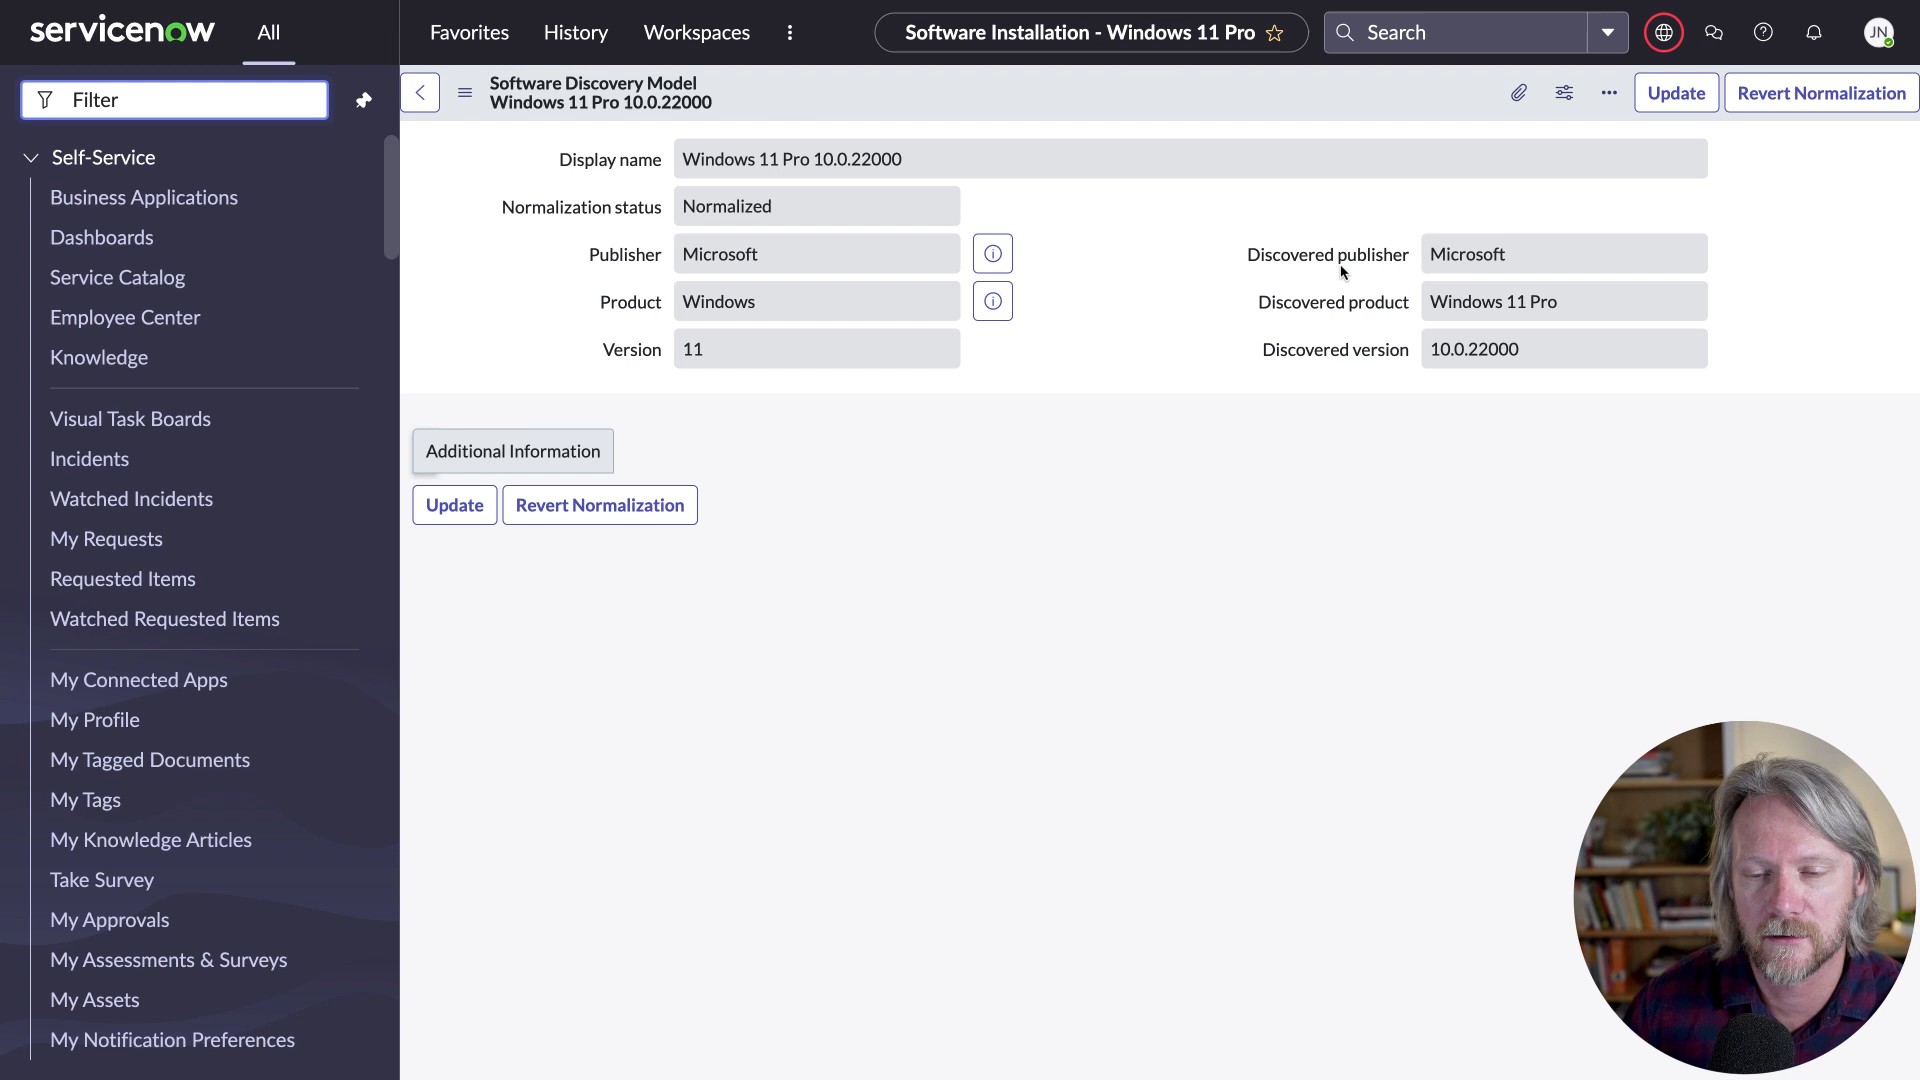 servicenow
All
Favorites
History
Workspaces
Software Installation - Windows 11 Pro
Search
JN
Filter
Software Discovery Model
Windows 11 Pro 10.0.22000
Update
Revert Normalization
Self-Service
Business Applications
Dashboards
Service Catalog
Employee Center
Knowledge
Visual Task Boards
Incidents
Watched Incidents
My Requests
Requested Items
Watched Requested Items
My Connected Apps
My Profile
My Tagged Documents
My Tags
My Knowledge Articles
Take Survey
My Approvals
My Assessments & Surveys
My Assets
My Notification Preferences
Display name Windows 11 Pro 10.0.22000
Normalization status Normalized
Publisher Microsoft
Discovered publisher Microsoft
Product Windows
Discovered product Windows 11 Pro
Version 11
Discovered version 10.0.22000
Additional Information
Update
Revert Normalization